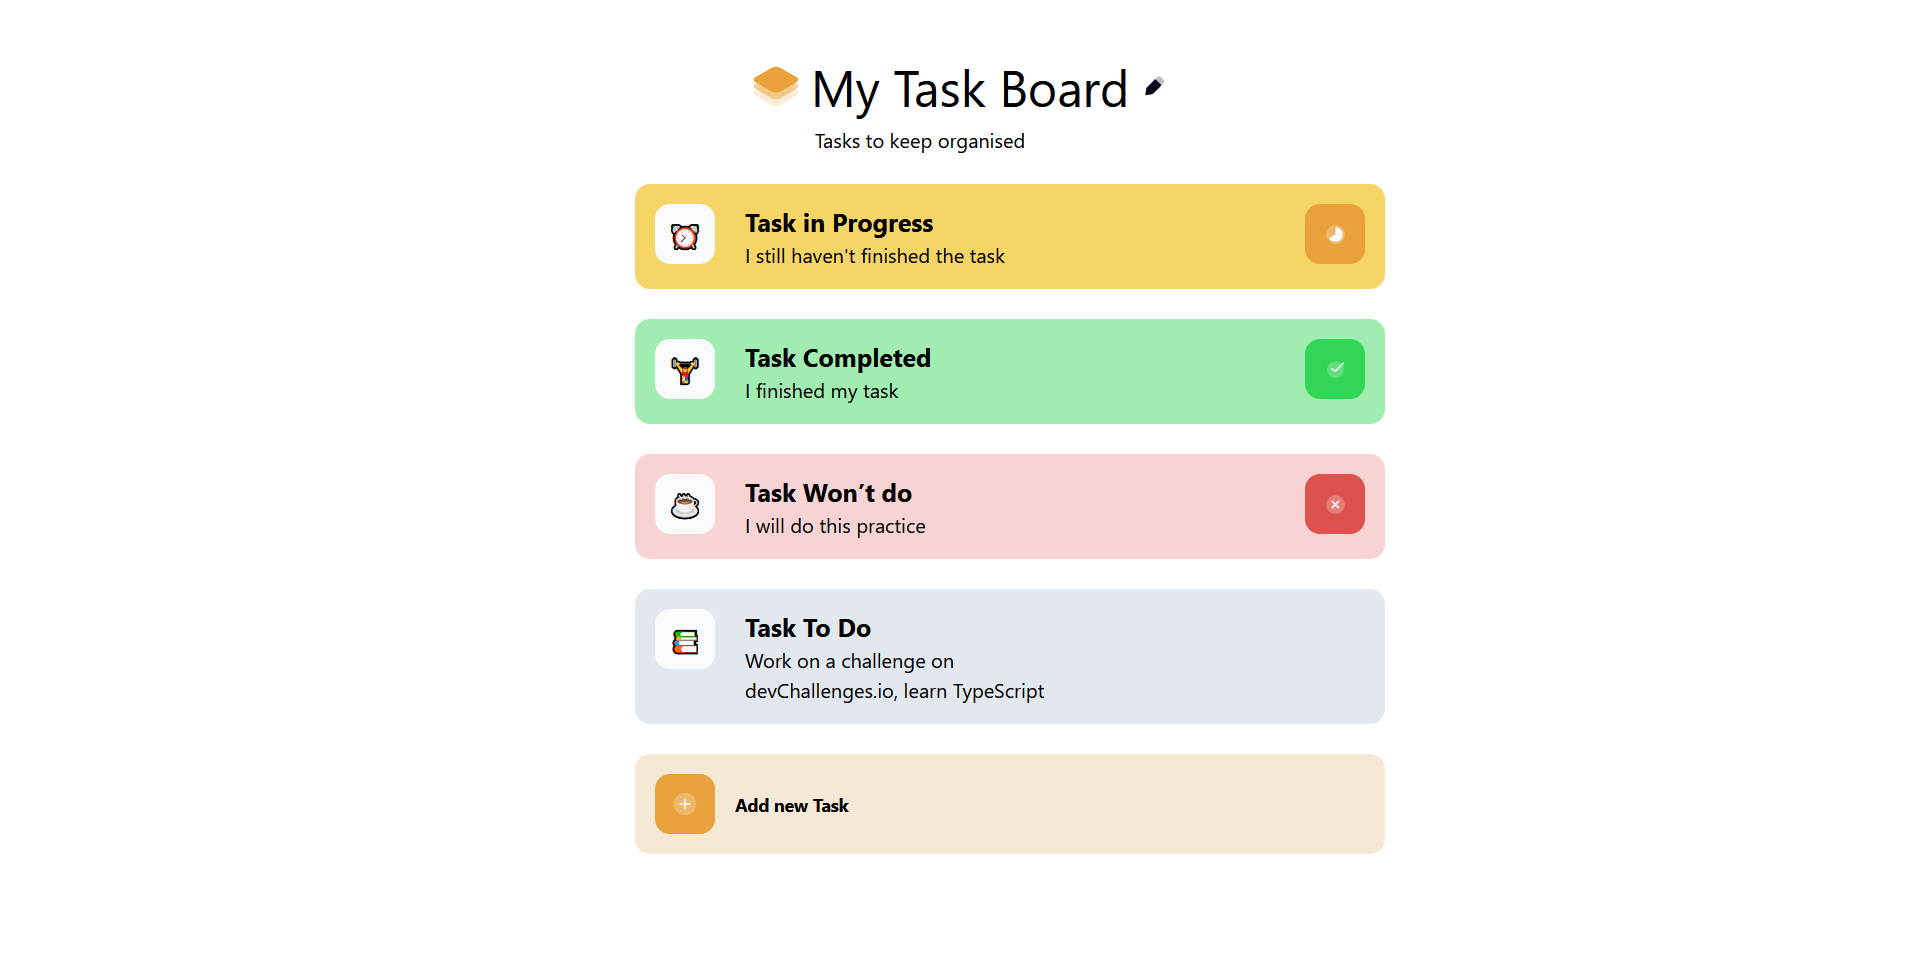 My Task Board
Tasks to keep organised
Task in Progress
I still haven't finished the task
Task Completed
I finished my task
Task Won’t do
I will do this practice
Task To Do
Work on a challenge on
devChallenges.io, learn TypeScript
Add new Task